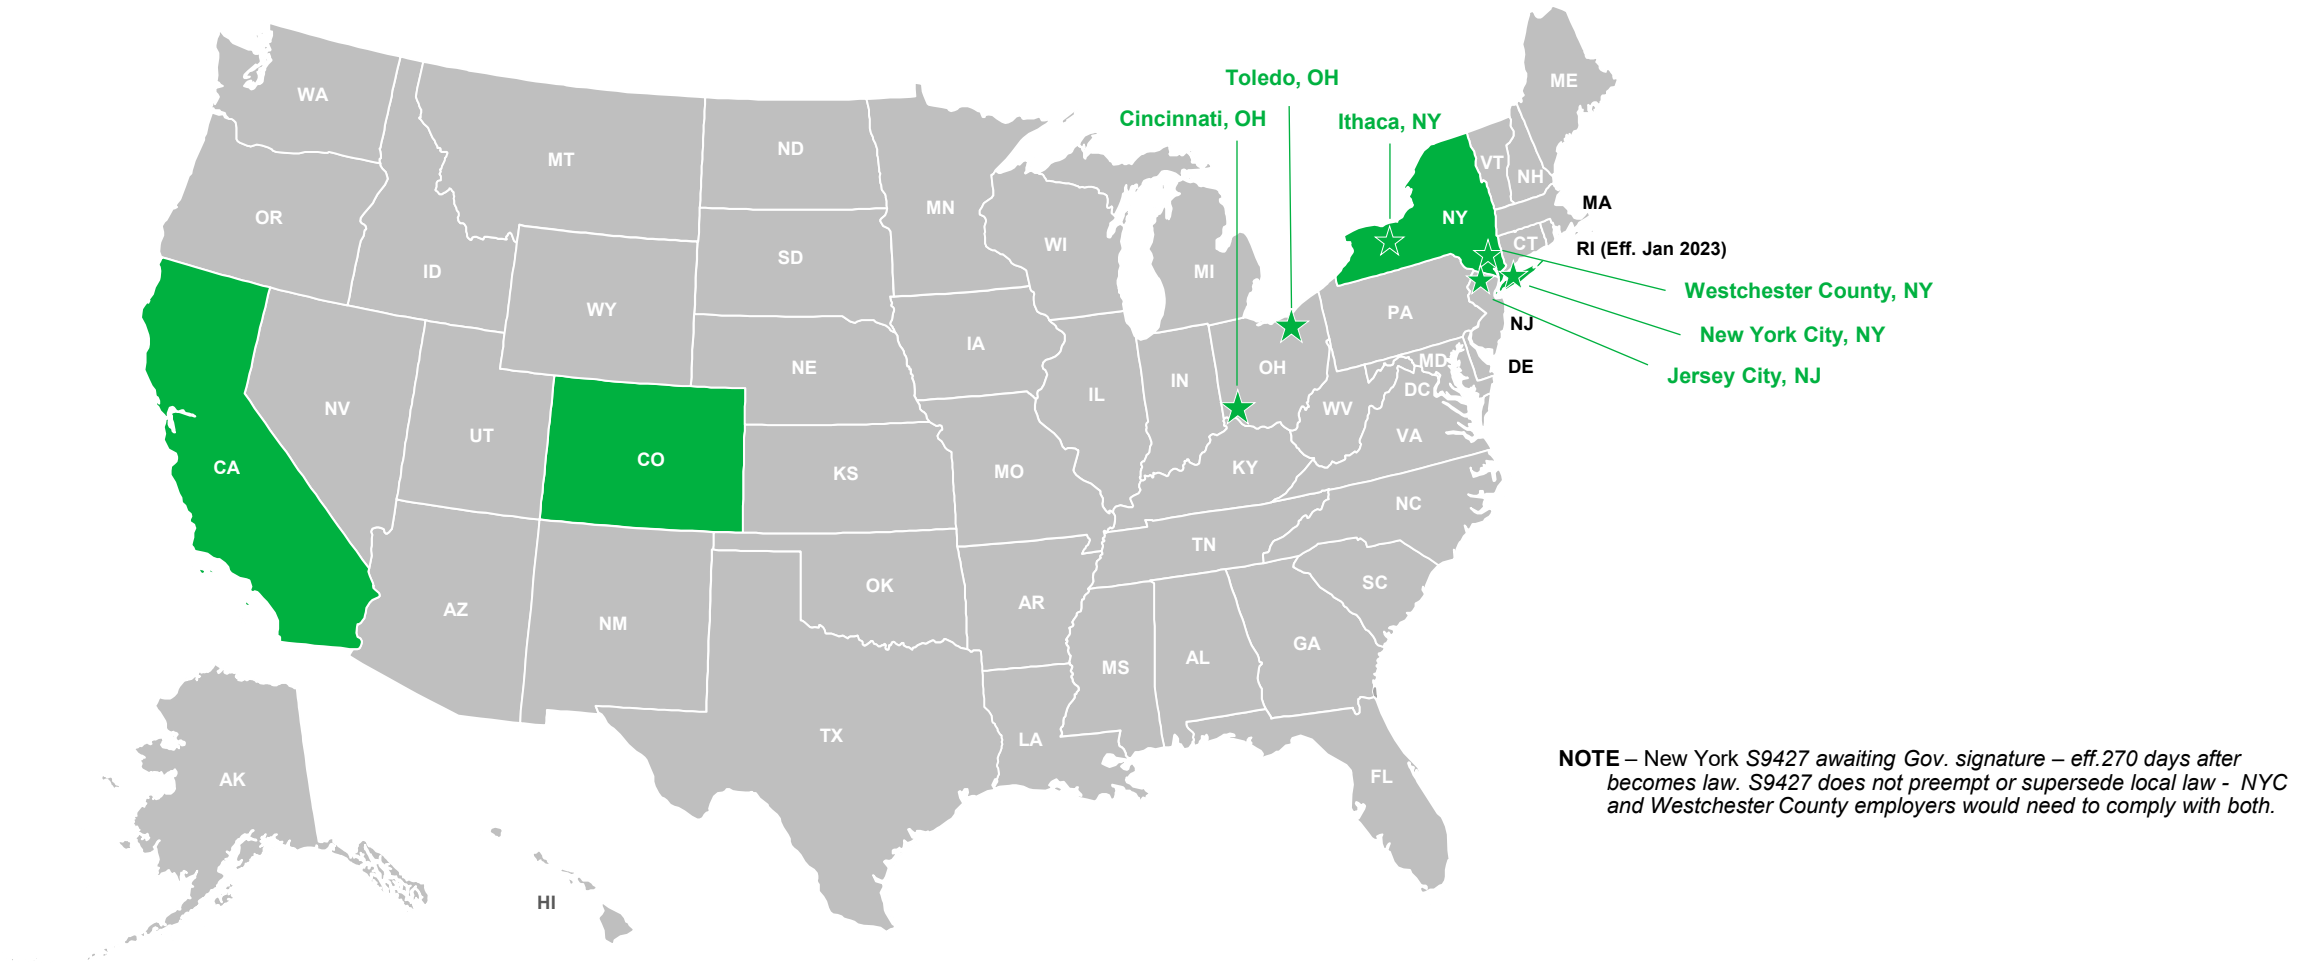 ME
Toledo, OH
WA
Cincinnati, OH
Ithaca, NY
ND
MT
VT
NH
MA
MN
OR
NY
WI
CT
RI (Eff. Jan 2023)
SD
ID
MI
Westchester County, NY
WY
PA
NJ
New York City, NY
IA
MD
NE
OH
DE
Jersey City, NJ
IN
DC
IL
NV
WV
UT
VA
CO
CA
KS
MO
KY
NC
TN
OK
SC
AR
AZ
NM
GA
AL
MS
TX
LA
AK
FL
HI
NOTE – New York S9427 awaiting Gov. signature – eff.270 days after
becomes law. S9427 does not preempt or supersede local law - NYC
and Westchester County employers would need to comply with both.